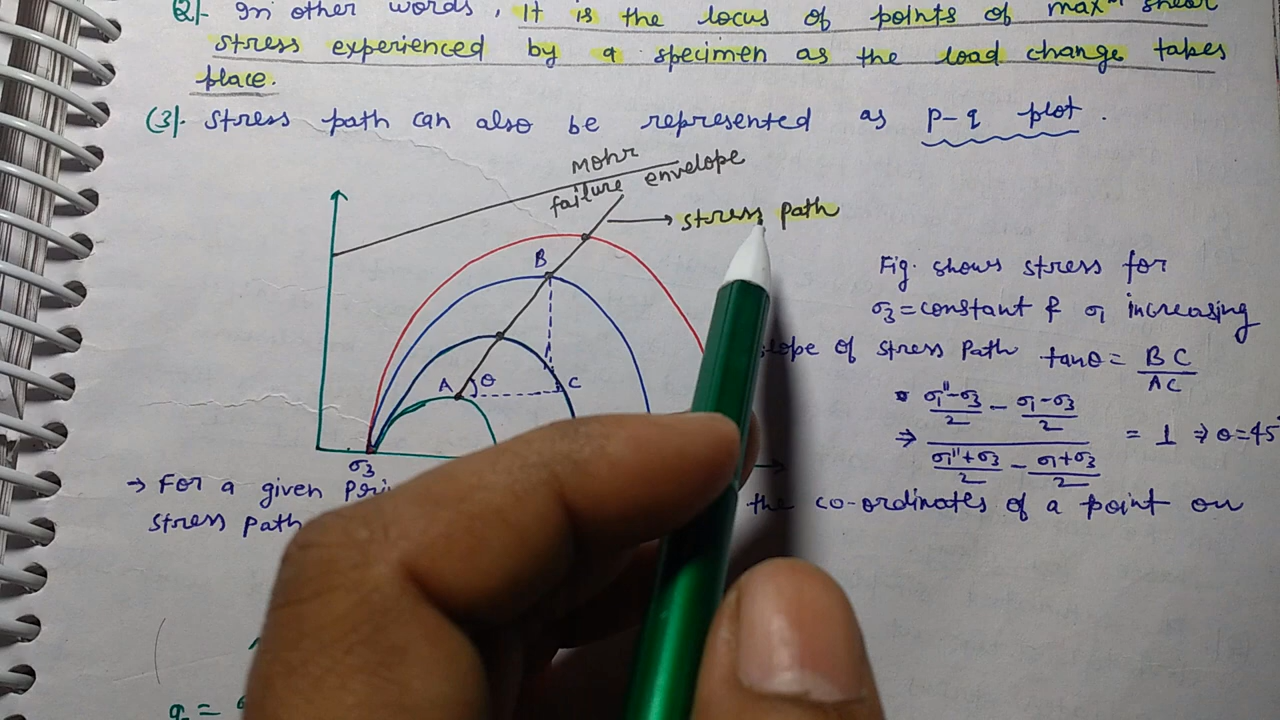 (2). In other words, It is the locus of points of max^m shear
stress experienced by a specimen as the load change takes
place.
(3). Stress path can also be represented as p-q plot.
Mohr
failure envelope
stress path
B
A θ C
σ3
Fig. shows stress for
σ3=constant & σ1 increasing
slope of stress Path tanθ = BC/AC
⇒ (σ1''-σ3)/2 - (σ1-σ3)/2 / (σ1''+σ3)/2 - (σ1+σ3)/2 = 1 ⇒ θ=45°
→ For a given Pri the co-ordinates of a point on
stress path
q =